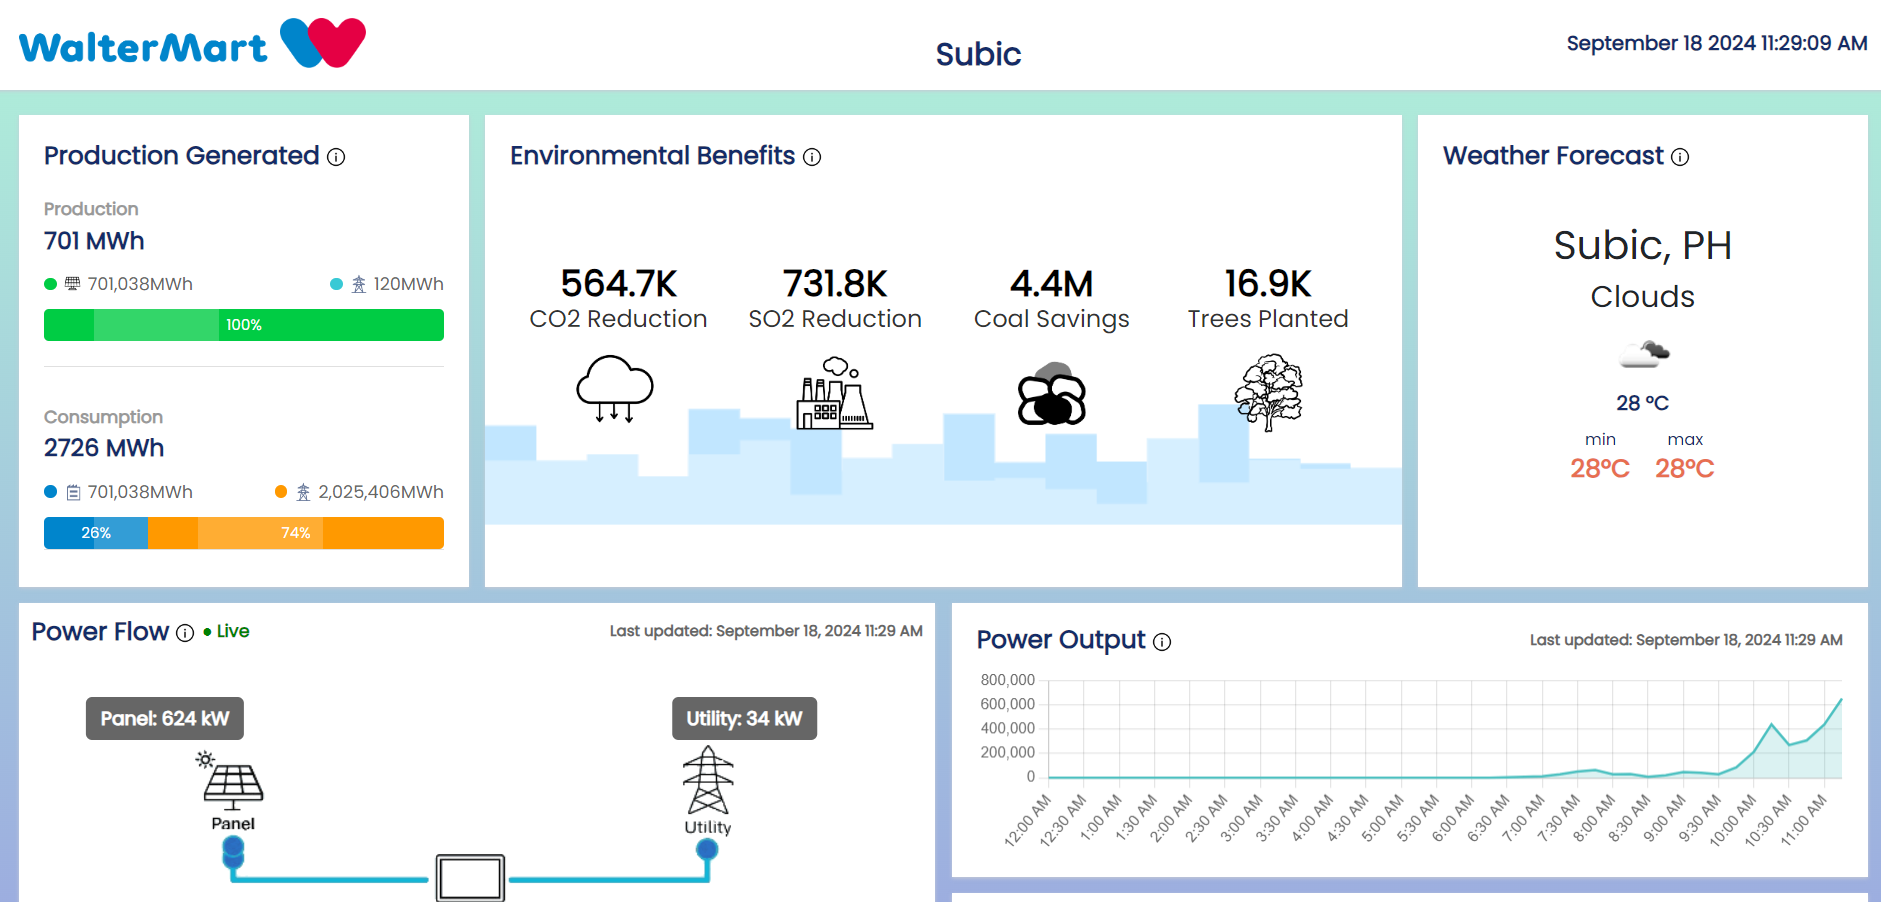 WalterMart
Subic
September 18 2024 11:29:09 AM
Production Generated
Production
701 MWh
701,038MWh 120MWh
100%
Consumption
2726 MWh
701,038MWh 2,025,406MWh
26% 74%
Environmental Benefits
564.7K 731.8K 4.4M 16.9K
CO2 Reduction SO2 Reduction Coal Savings Trees Planted
Weather Forecast
Subic, PH
Clouds
28 °C
min max
28°C 28°C
Power Flow • Live
Last updated: September 18, 2024 11:29 AM
Panel: 624 kW
Utility: 34 kW
Panel
Utility
Power Output
Last updated: September 18, 2024 11:29 AM
800,000
600,000
400,000
200,000
0
12:00 AM 12:30 AM 1:00 AM 1:30 AM 2:00 AM 2:30 AM 3:00 AM 3:30 AM 4:00 AM 4:30 AM 5:00 AM 5:30 AM 6:00 AM 6:30 AM 7:00 AM 7:30 AM 8:00 AM 8:30 AM 9:00 AM 9:30 AM 10:00 AM 10:30 AM 11:00 AM